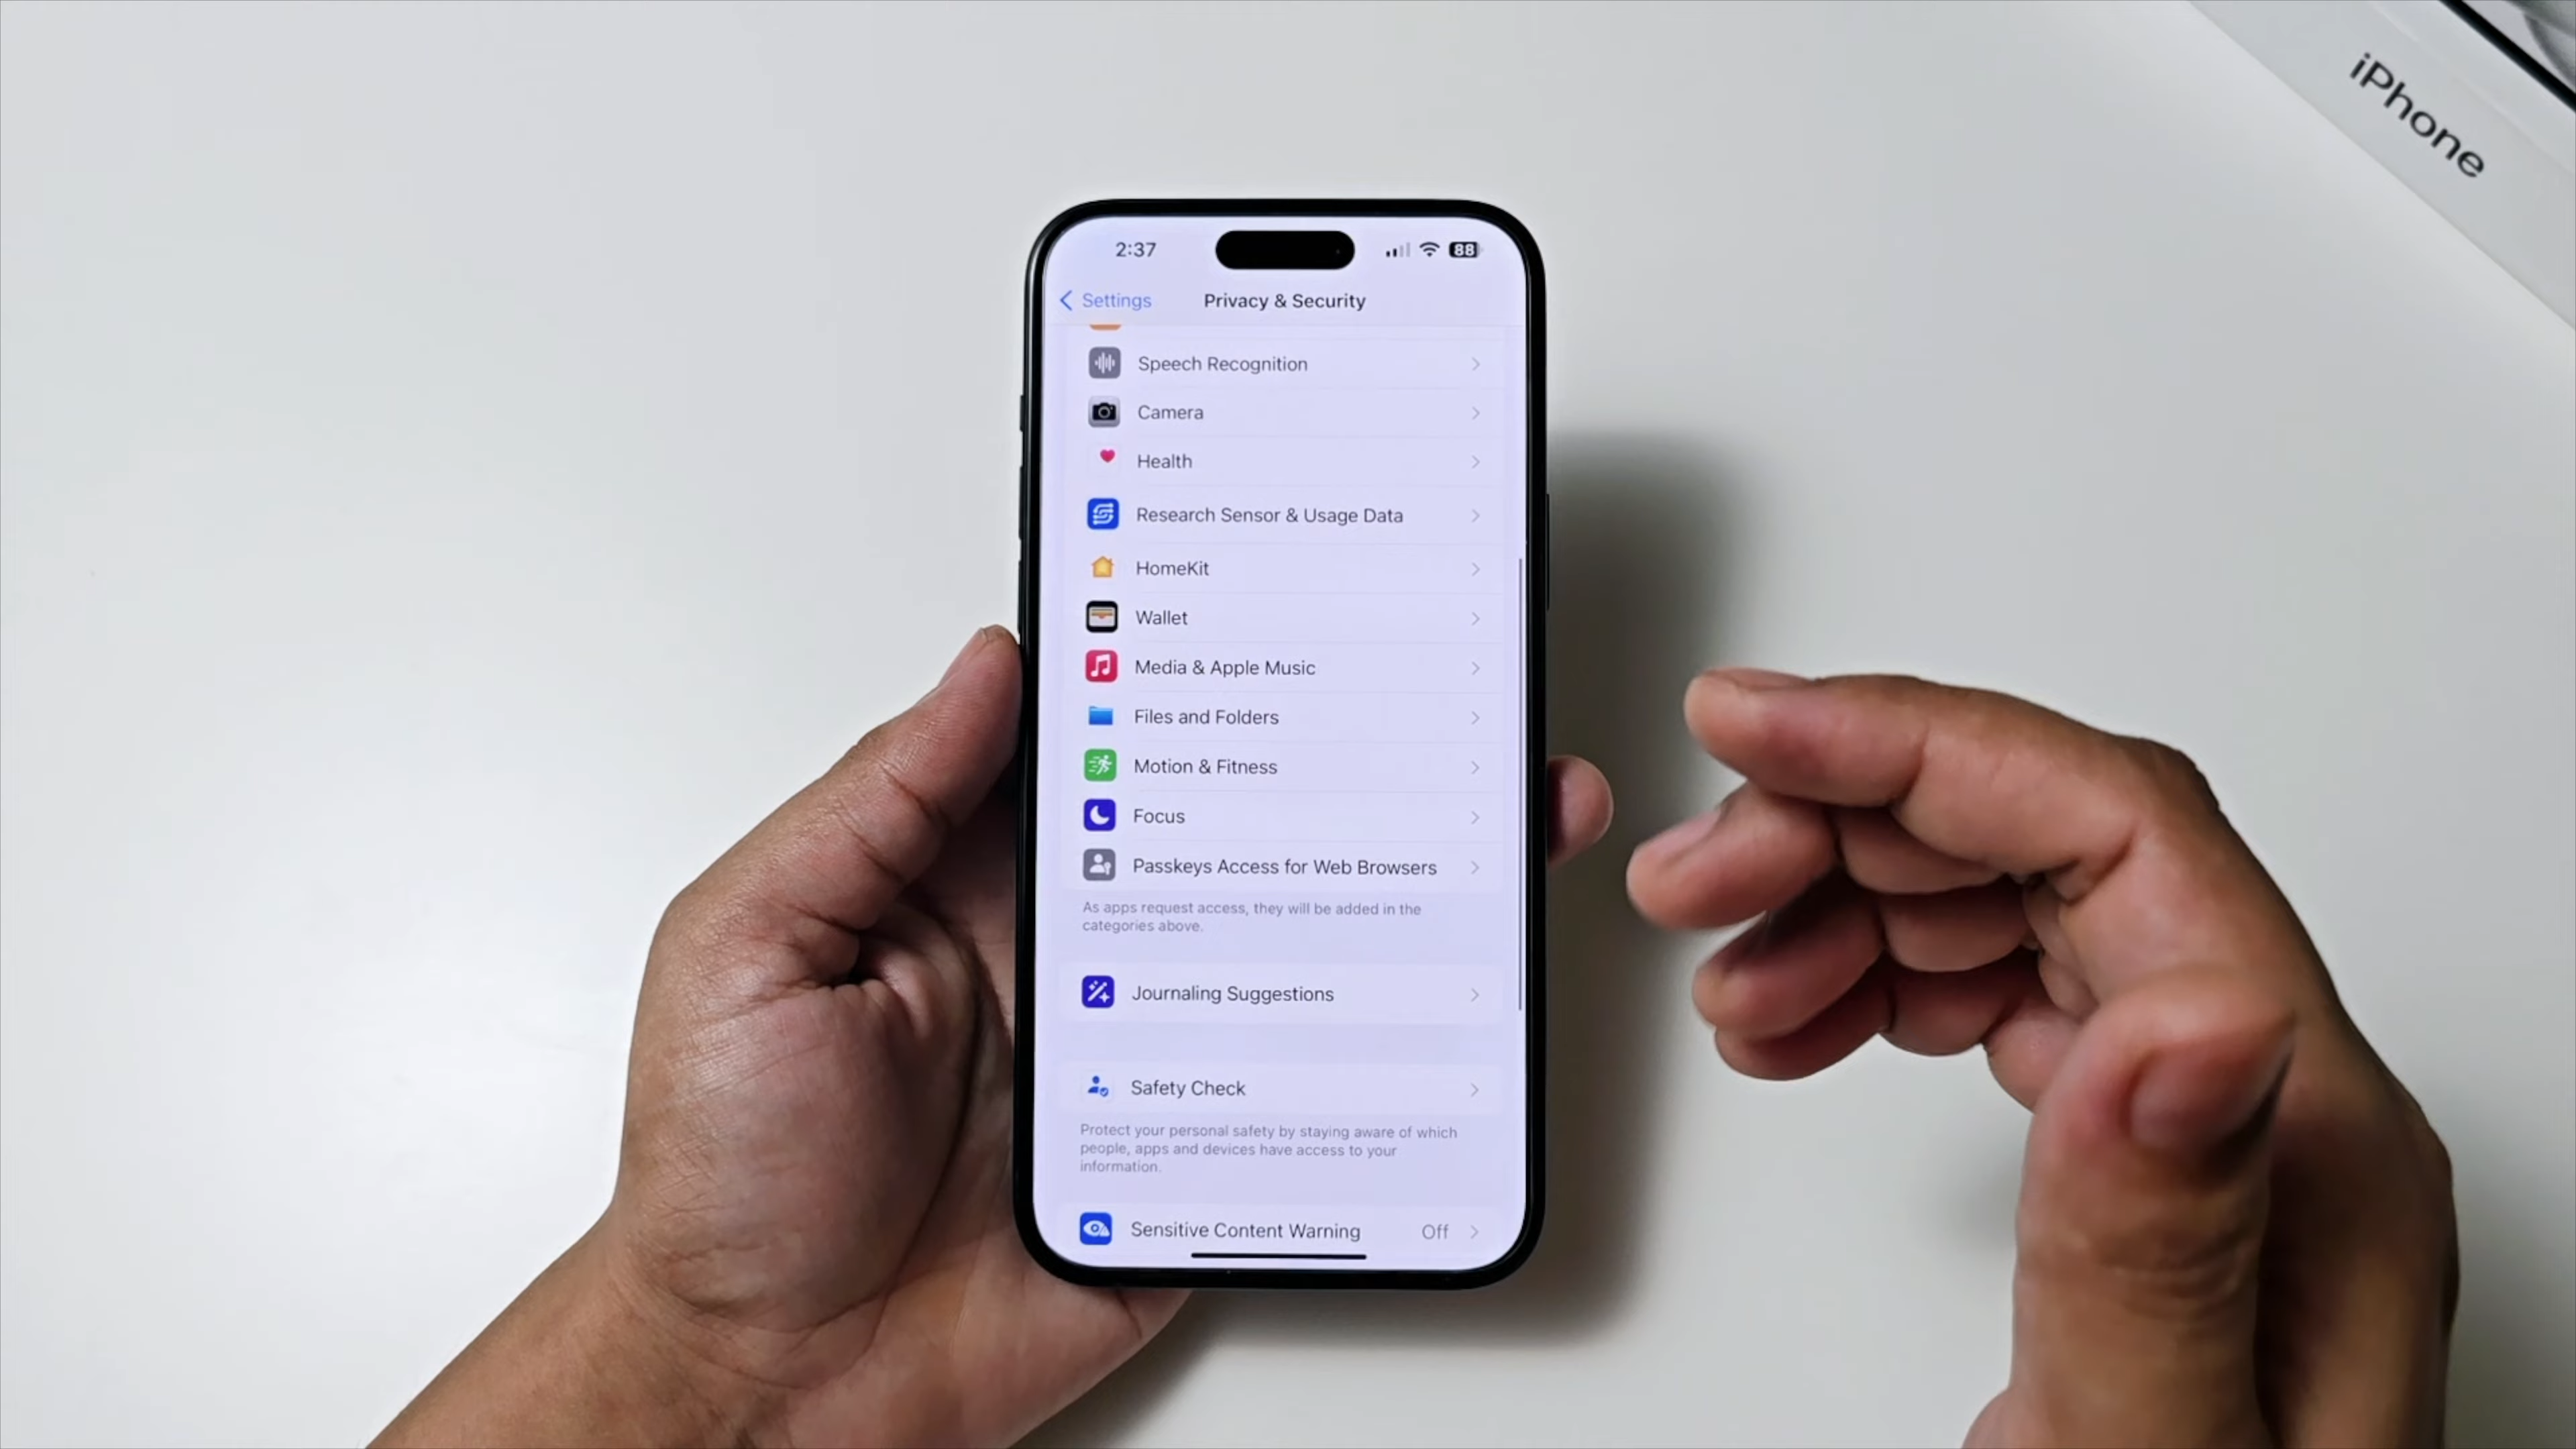 iPhone
2:37
88
Settings
Privacy & Security
Speech Recognition
Camera
Health
Research Sensor & Usage Data
HomeKit
Wallet
Media & Apple Music
Files and Folders
Motion & Fitness
Focus
Passkeys Access for Web Browsers
As apps request access, they will be added in the
categories above.
Journaling Suggestions
Safety Check
Protect your personal safety by staying aware of which
people, apps and devices have access to your
information.
Sensitive Content Warning Off